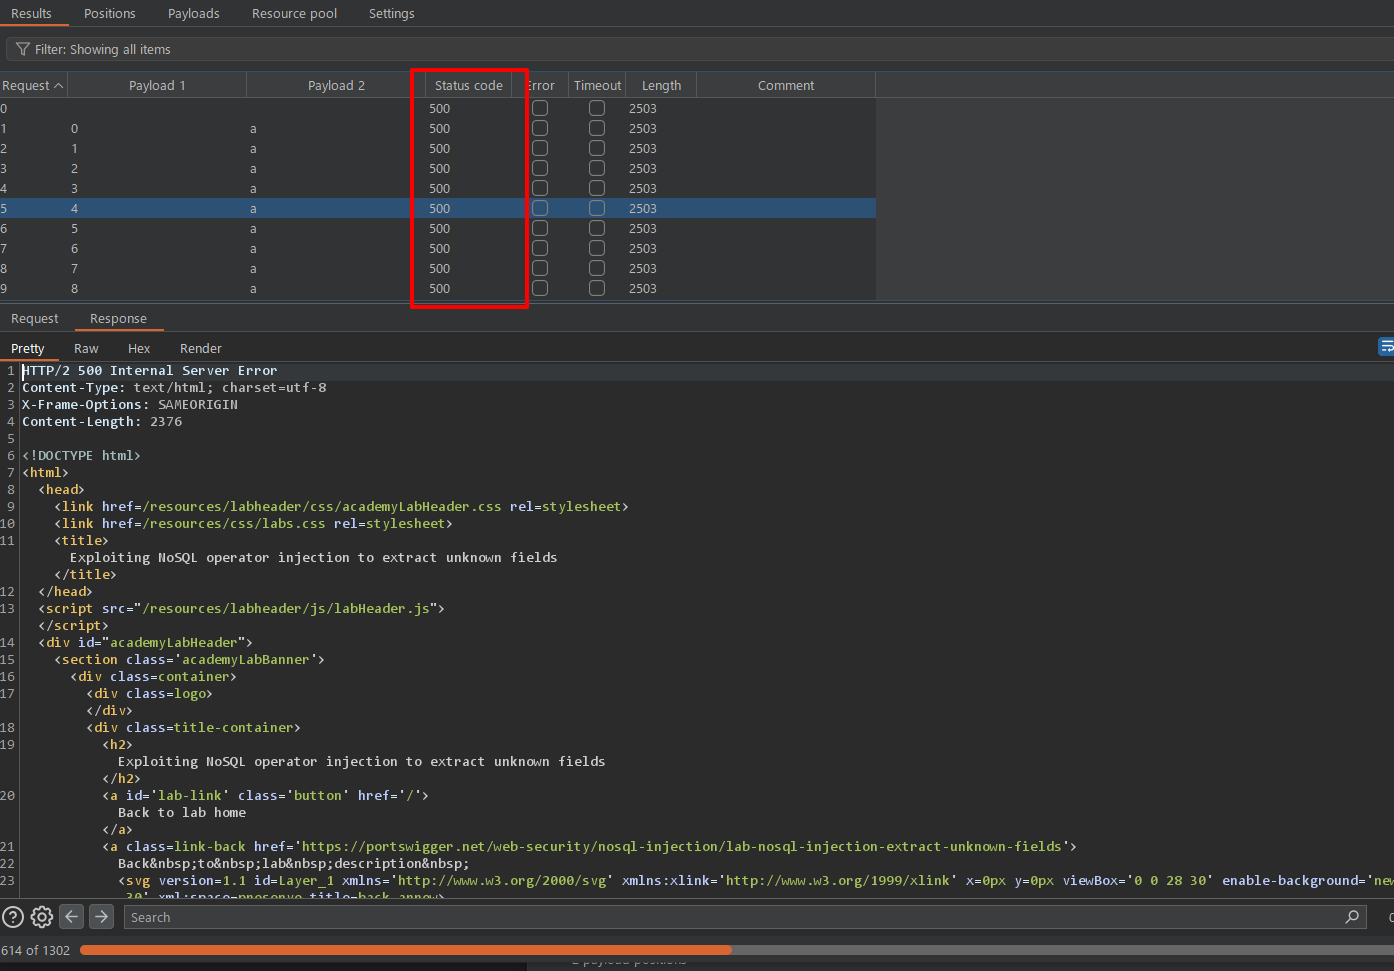 Results Positions Payloads Resource pool Settings
Filter: Showing all items
Request Payload 1 Payload 2 Status code Error Timeout Length Comment
0 500 2503
1 0 a 500 2503
2 1 a 500 2503
3 2 a 500 2503
4 3 a 500 2503
5 4 a 500 2503
6 5 a 500 2503
7 6 a 500 2503
8 7 a 500 2503
9 8 a 500 2503
Request Response
Pretty Raw Hex Render
1 HTTP/2 500 Internal Server Error
2 Content-Type: text/html; charset=utf-8
3 X-Frame-Options: SAMEORIGIN
4 Content-Length: 2376
5
6 <!DOCTYPE html>
7 <html>
8 <head>
9 <link href=/resources/labheader/css/academyLabHeader.css rel=stylesheet>
10 <link href=/resources/css/labs.css rel=stylesheet>
11 <title>
Exploiting NoSQL operator injection to extract unknown fields
</title>
12 </head>
13 <script src="/resources/labheader/js/labHeader.js">
</script>
14 <div id="academyLabHeader">
15 <section class='academyLabBanner'>
16 <div class=container>
17 <div class=logo>
</div>
18 <div class=title-container>
19 <h2>
Exploiting NoSQL operator injection to extract unknown fields
</h2>
20 <a id='lab-link' class='button' href='/'>
Back to lab home
</a>
21 <a class=link-back href='https://portswigger.net/web-security/nosql-injection/lab-nosql-injection-extract-unknown-fields'>
22 Back&nbsp;to&nbsp;lab&nbsp;description&nbsp;
23 <svg version=1.1 id=Layer_1 xmlns='http://www.w3.org/2000/svg' xmlns:xlink='http://www.w3.org/1999/xlink' x=0px y=0px viewBox='0 0 28 30' enable-background='new
30' xml:space=preserve title=back-arrow>
Search
614 of 1302
2 payload positions